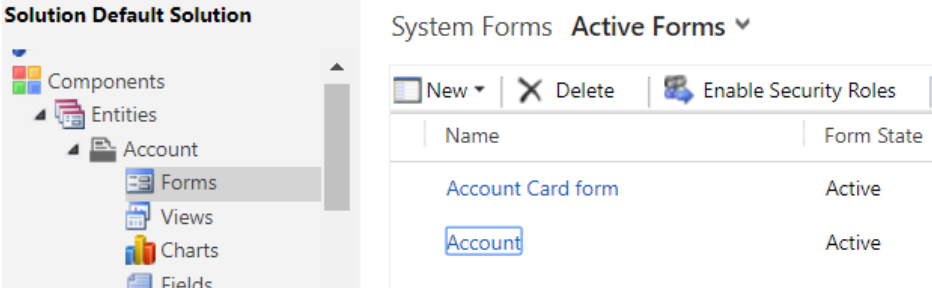 Solution Default Solution
Components
Entities
Account
Forms
Views
Charts
Fields
System Forms Active Forms
New Delete Enable Security Roles
Name Form State
Account Card form Active
Account Active